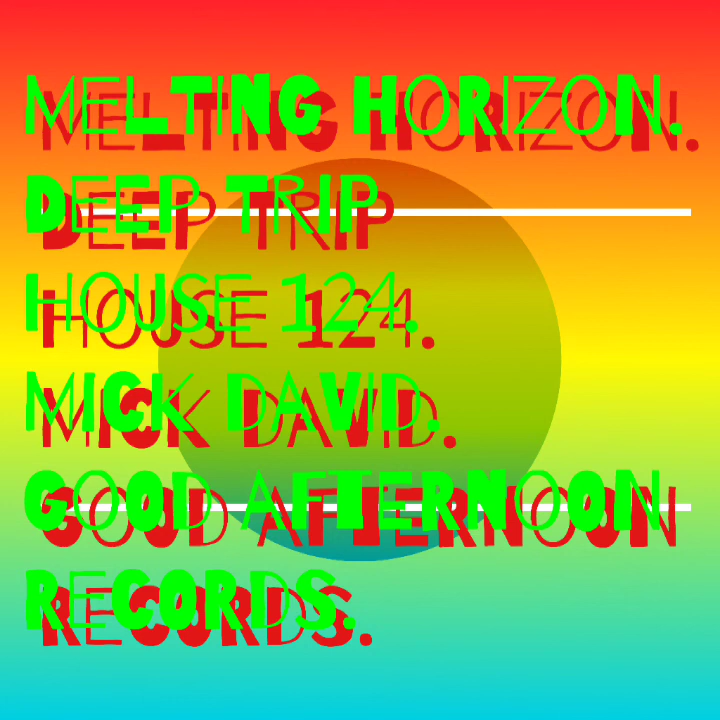 MELTING HORIZON.
DEEP TRIP
HOUSE 124.
MICK DAVID.
GOOD AFTERNOON
RECORDS.